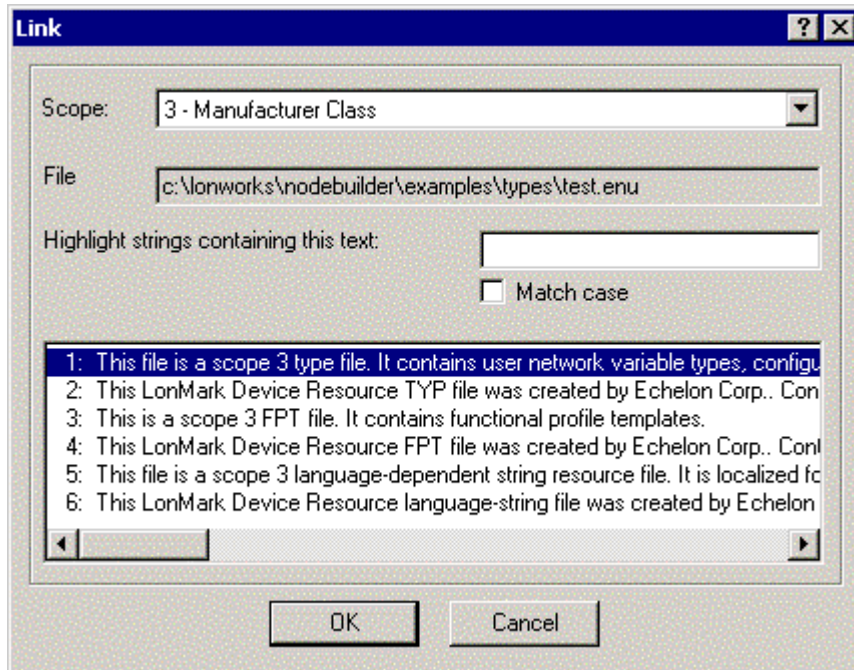 Link
Scope: 3 - Manufacturer Class
File c:\lonworks\nodebuilder\examples\types\test.enu
Highlight strings containing this text:
Match case
1: This file is a scope 3 type file. It contains user network variable types, configu
2: This LonMark Device Resource TYP file was created by Echelon Corp.. Con
3: This is a scope 3 FPT file. It contains functional profile templates.
4: This LonMark Device Resource FPT file was created by Echelon Corp.. Cont
5: This file is a scope 3 language-dependent string resource file. It is localized fo
6: This LonMark Device Resource language-string file was created by Echelon
OK Cancel